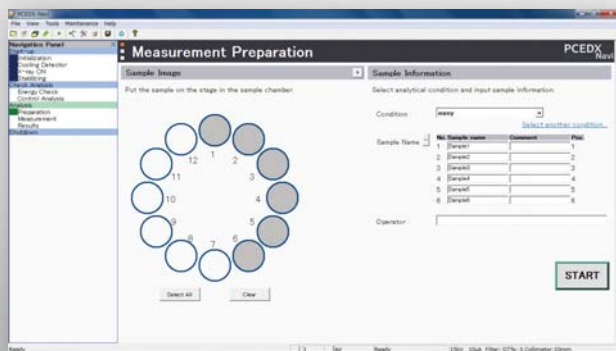 PCEDX Navi
File View Tools Maintenance Help
Navigation Panel
Start-up
Initialization
Cooling Detector
X-ray ON
Stabilizing
Check Analysis
Energy Check
Control Analysis
Analysis
Preparation
Measurement
Results
Shutdown
Measurement Preparation
PCEDX
Navi
Sample Image
Put the sample on the stage in the sample chamber.
1
2
3
4
5
6
7
8
9
10
11
12
Select All
Clear
Sample Information
Select analytical condition and input sample information.
Condition :
easy
Select another condition...
Sample Name
No. Sample name Comment Pos.
1 Sample1 1
2 Sample2 2
3 Sample3 3
4 Sample4 4
5 Sample5 5
6 Sample6 6
Operator :
START
Ready
1
Ready